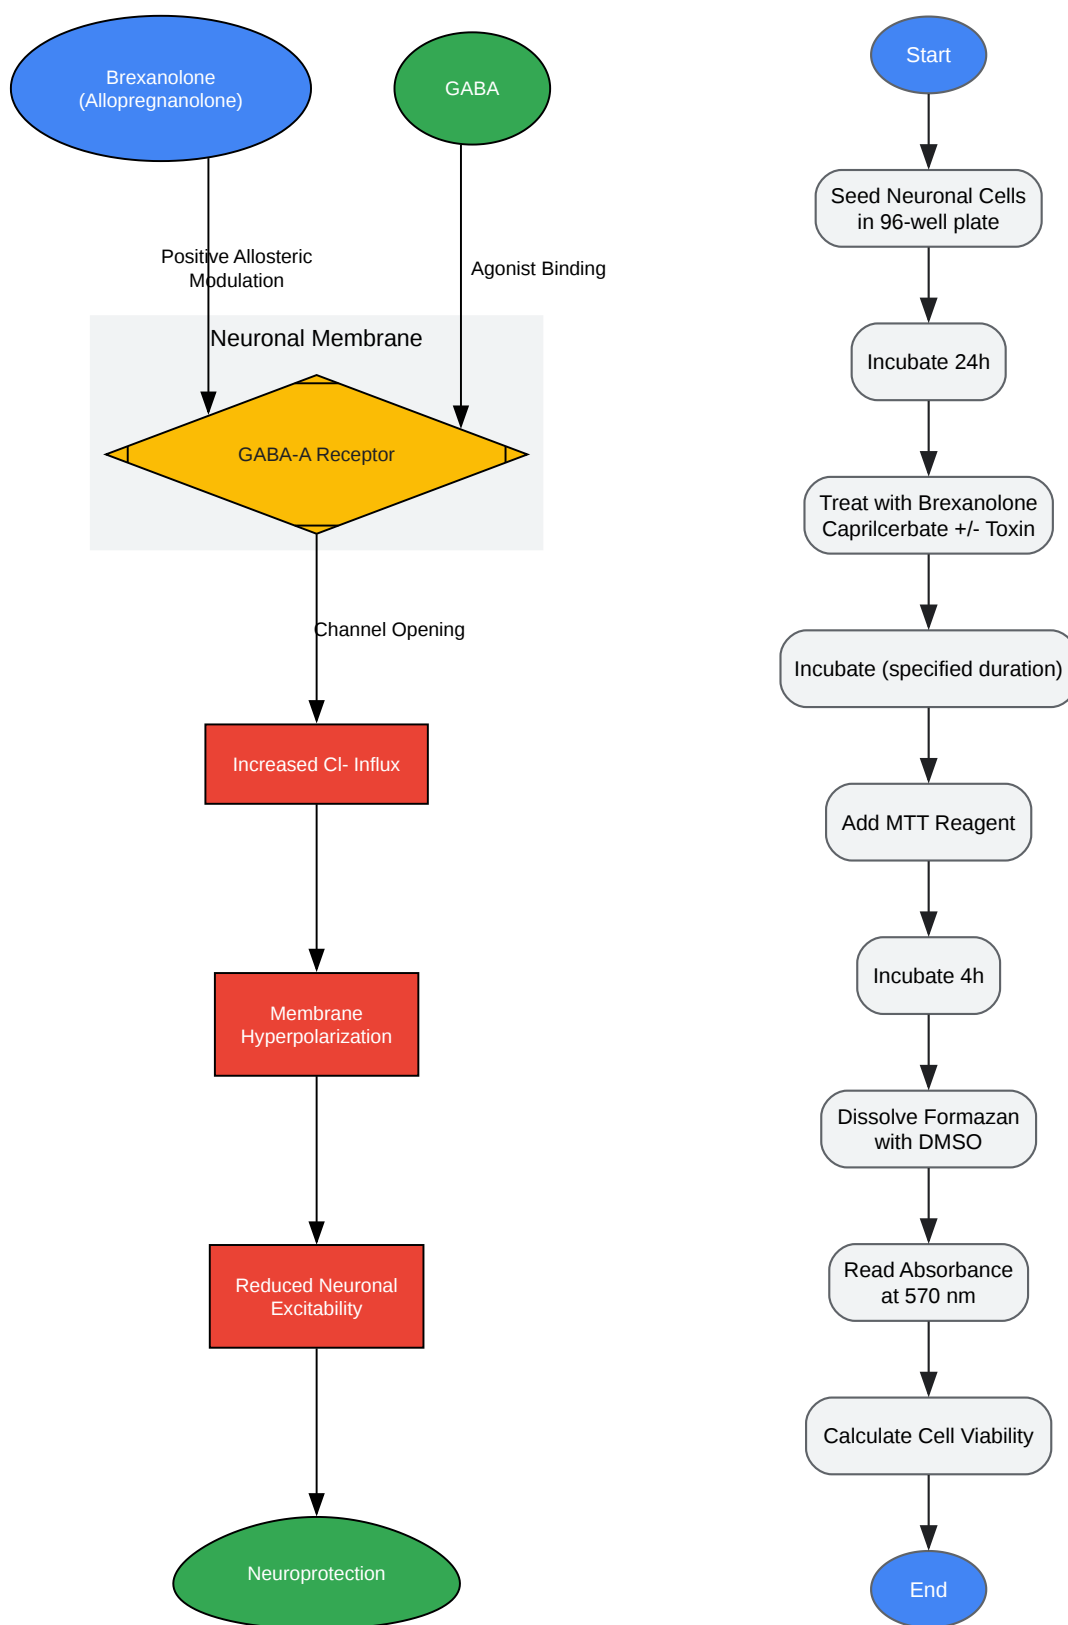 Brexanolone
(Allopregnanolone)
GABA
Positive Allosteric
Modulation
Agonist Binding
Neuronal Membrane
GABA-A Receptor
Channel Opening
Increased Cl- Influx
Membrane
Hyperpolarization
Reduced Neuronal
Excitability
Neuroprotection
Start
Seed Neuronal Cells
in 96-well plate
Incubate 24h
Treat with Brexanolone
Caprilcerbate +/- Toxin
Incubate (specified duration)
Add MTT Reagent
Incubate 4h
Dissolve Formazan
with DMSO
Read Absorbance
at 570 nm
Calculate Cell Viability
End